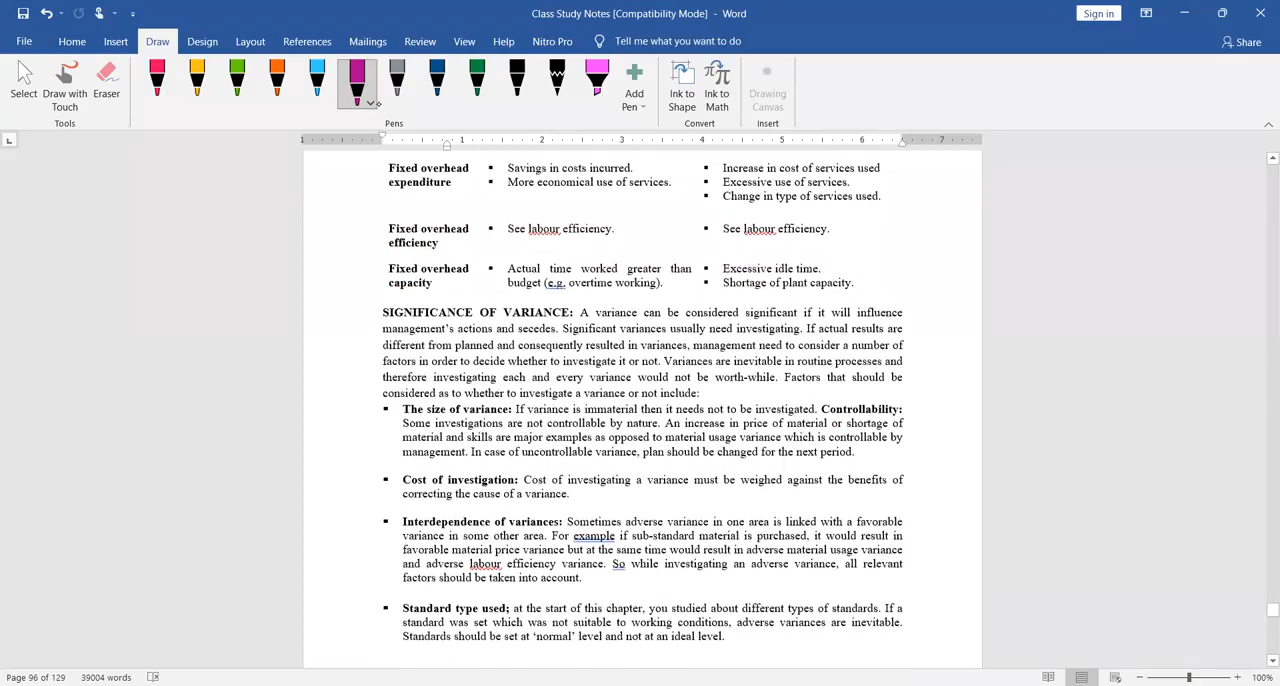 Class Study Notes [Compatibility Mode] - Word
Sign in
File Home Insert Draw Design Layout References Mailings Review View Help Nitro Pro Tell me what you want to do Share
Select Draw with Touch Eraser Add Pen Ink to Shape Ink to Math Drawing Canvas
Tools Pens Convert Insert
1 1 2 3 4 5 6 7
Fixed overhead ▪ Savings in costs incurred. ▪ Increase in cost of services used
expenditure ▪ More economical use of services. ▪ Excessive use of services.
▪ Change in type of services used.
Fixed overhead ▪ See labour efficiency. ▪ See labour efficiency.
efficiency
Fixed overhead ▪ Actual time worked greater than ▪ Excessive idle time.
capacity budget (e.g. overtime working). ▪ Shortage of plant capacity.
SIGNIFICANCE OF VARIANCE: A variance can be considered significant if it will influence
management's actions and secedes. Significant variances usually need investigating. If actual results are
different from planned and consequently resulted in variances, management need to consider a number of
factors in order to decide whether to investigate it or not. Variances are inevitable in routine processes and
therefore investigating each and every variance would not be worth-while. Factors that should be
considered as to whether to investigate a variance or not include:
▪ The size of variance: If variance is immaterial then it needs not to be investigated. Controllability:
Some investigations are not controllable by nature. An increase in price of material or shortage of
material and skills are major examples as opposed to material usage variance which is controllable by
management. In case of uncontrollable variance, plan should be changed for the next period.
▪ Cost of investigation: Cost of investigating a variance must be weighed against the benefits of
correcting the cause of a variance.
▪ Interdependence of variances: Sometimes adverse variance in one area is linked with a favorable
variance in some other area. For example if sub-standard material is purchased, it would result in
favorable material price variance but at the same time would result in adverse material usage variance
and adverse labour efficiency variance. So while investigating an adverse variance, all relevant
factors should be taken into account.
▪ Standard type used; at the start of this chapter, you studied about different types of standards. If a
standard was set which was not suitable to working conditions, adverse variances are inevitable.
Standards should be set at 'normal' level and not at an ideal level.
Page 96 of 129 39004 words 100%